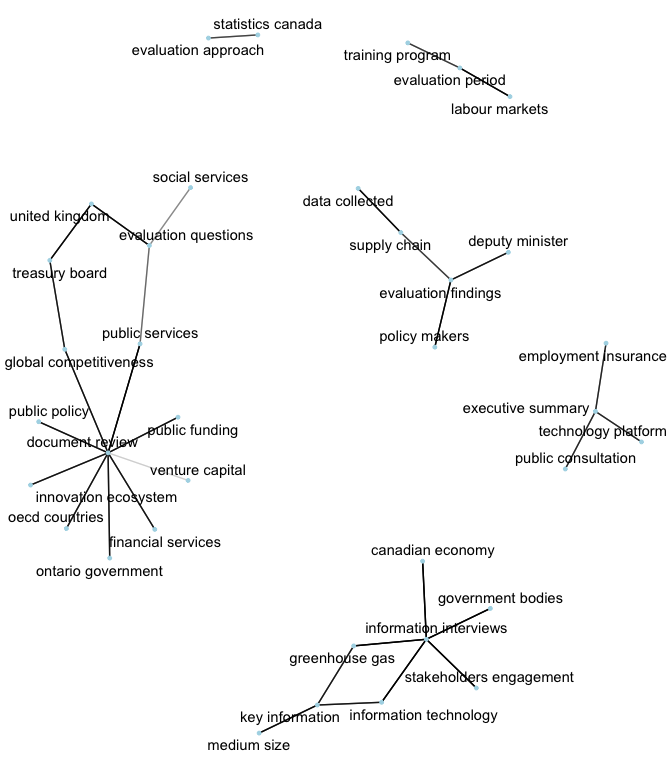 statistics canada
evaluation approach
training program
evaluation period
labour markets
social services
united kingdom
evaluation questions
treasury board
public services
global competitiveness
public policy
public funding
document review
venture capital
innovation ecosystem
oecd countries
financial services
ontario government
data collected
supply chain
deputy minister
evaluation findings
policy makers
employment insurance
executive summary
technology platform
public consultation
canadian economy
government bodies
information interviews
greenhouse gas
stakeholders engagement
key information
information technology
medium size